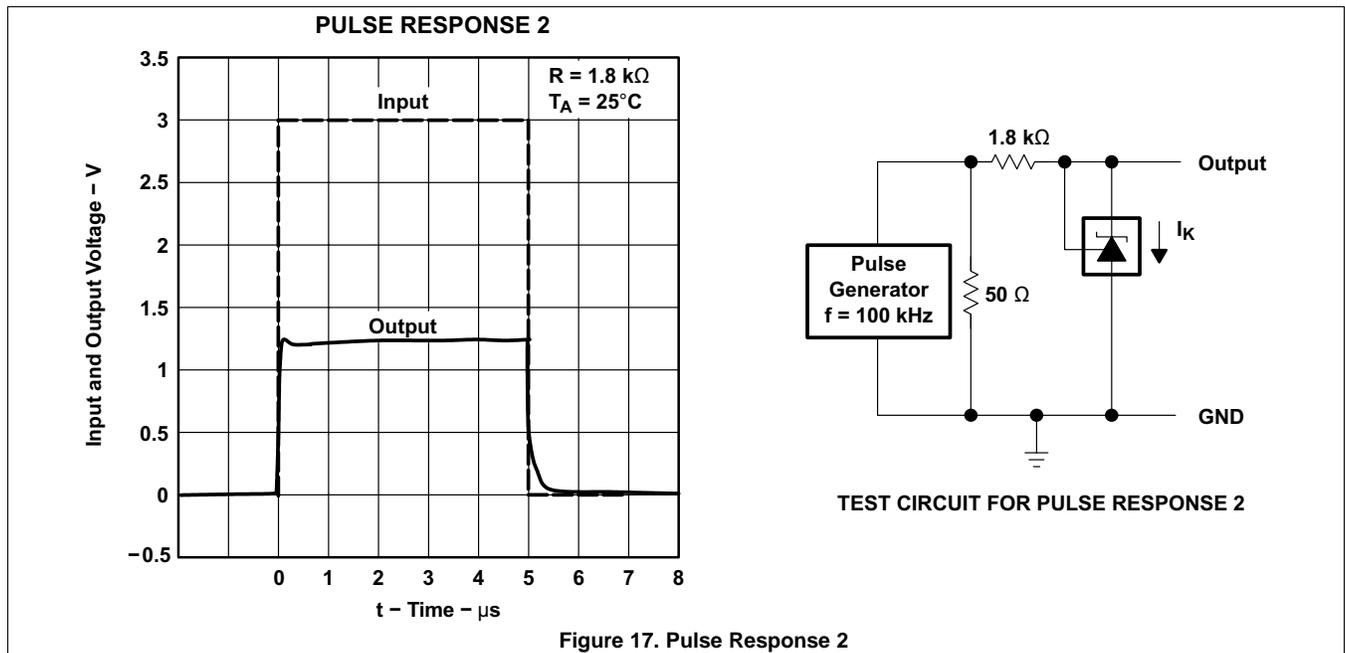 PULSE RESPONSE 2
3.5
3
2.5
2
1.5
1
0.5
0
−0.5
Input and Output Voltage − V
R = 1.8 kΩ
TA = 25°C
Input
Output
0 1 2 3 4 5 6 7 8
t − Time − μs
1.8 kΩ
Output
IK
Pulse
Generator
f = 100 kHz
50 Ω
GND
TEST CIRCUIT FOR PULSE RESPONSE 2
Figure 17. Pulse Response 2